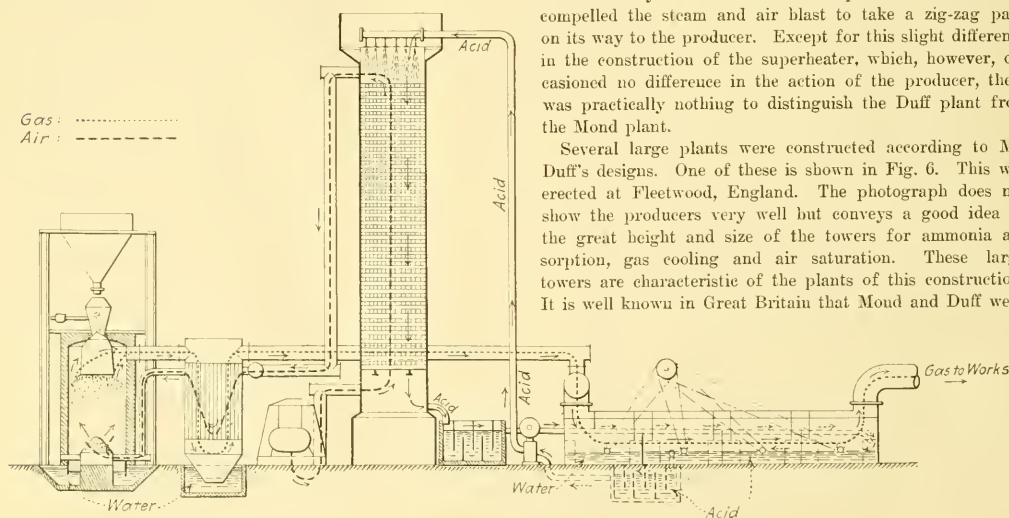 compelled the steam and air blast to take a zig-zag pa
on its way to the producer. Except for this slight differen
in the construction of the superheater, which, however, o
casioned no difference in the action of the producer, the
was practically nothing to distinguish the Duff plant fro
the Mond plant.
Several large plants were constructed according to M
Duff's designs. One of these is shown in Fig. 6. This w
erected at Fleetwood, England. The photograph does n
show the producers very well but conveys a good idea
the great height and size of the towers for ammonia a
sorption, gas cooling and air saturation. These larg
towers are characteristic of the plants of this constructio
It is well known in Great Britain that Mond and Duff we
Acid
Gas:
Air:
Acid
Acid
Acid
Gas to Works
Water
Water
Acid